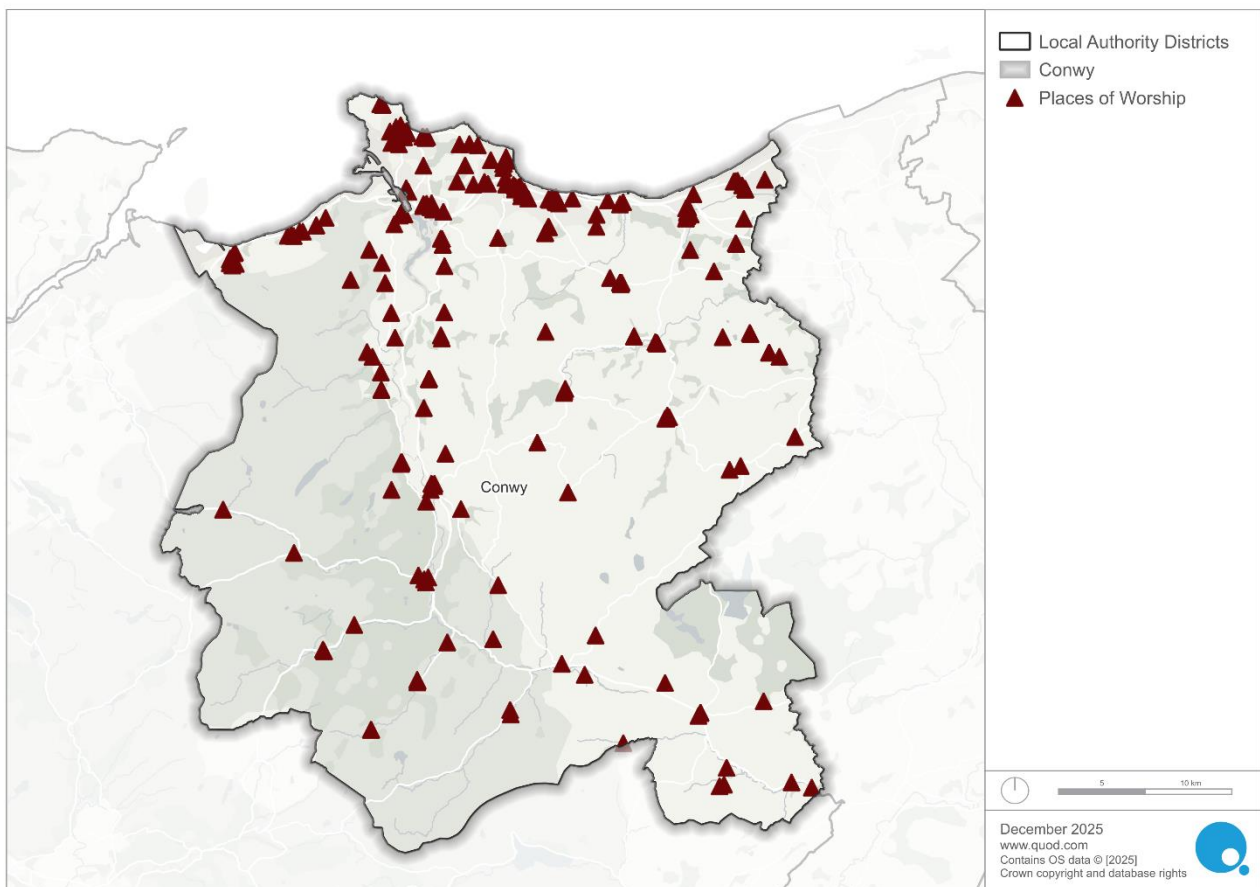 Local Authority Districts
Conwy
Places of Worship
Conwy
5 10 km
December 2025
www.quod.com
Contains OS data © [2025]
Crown copyright and database rights